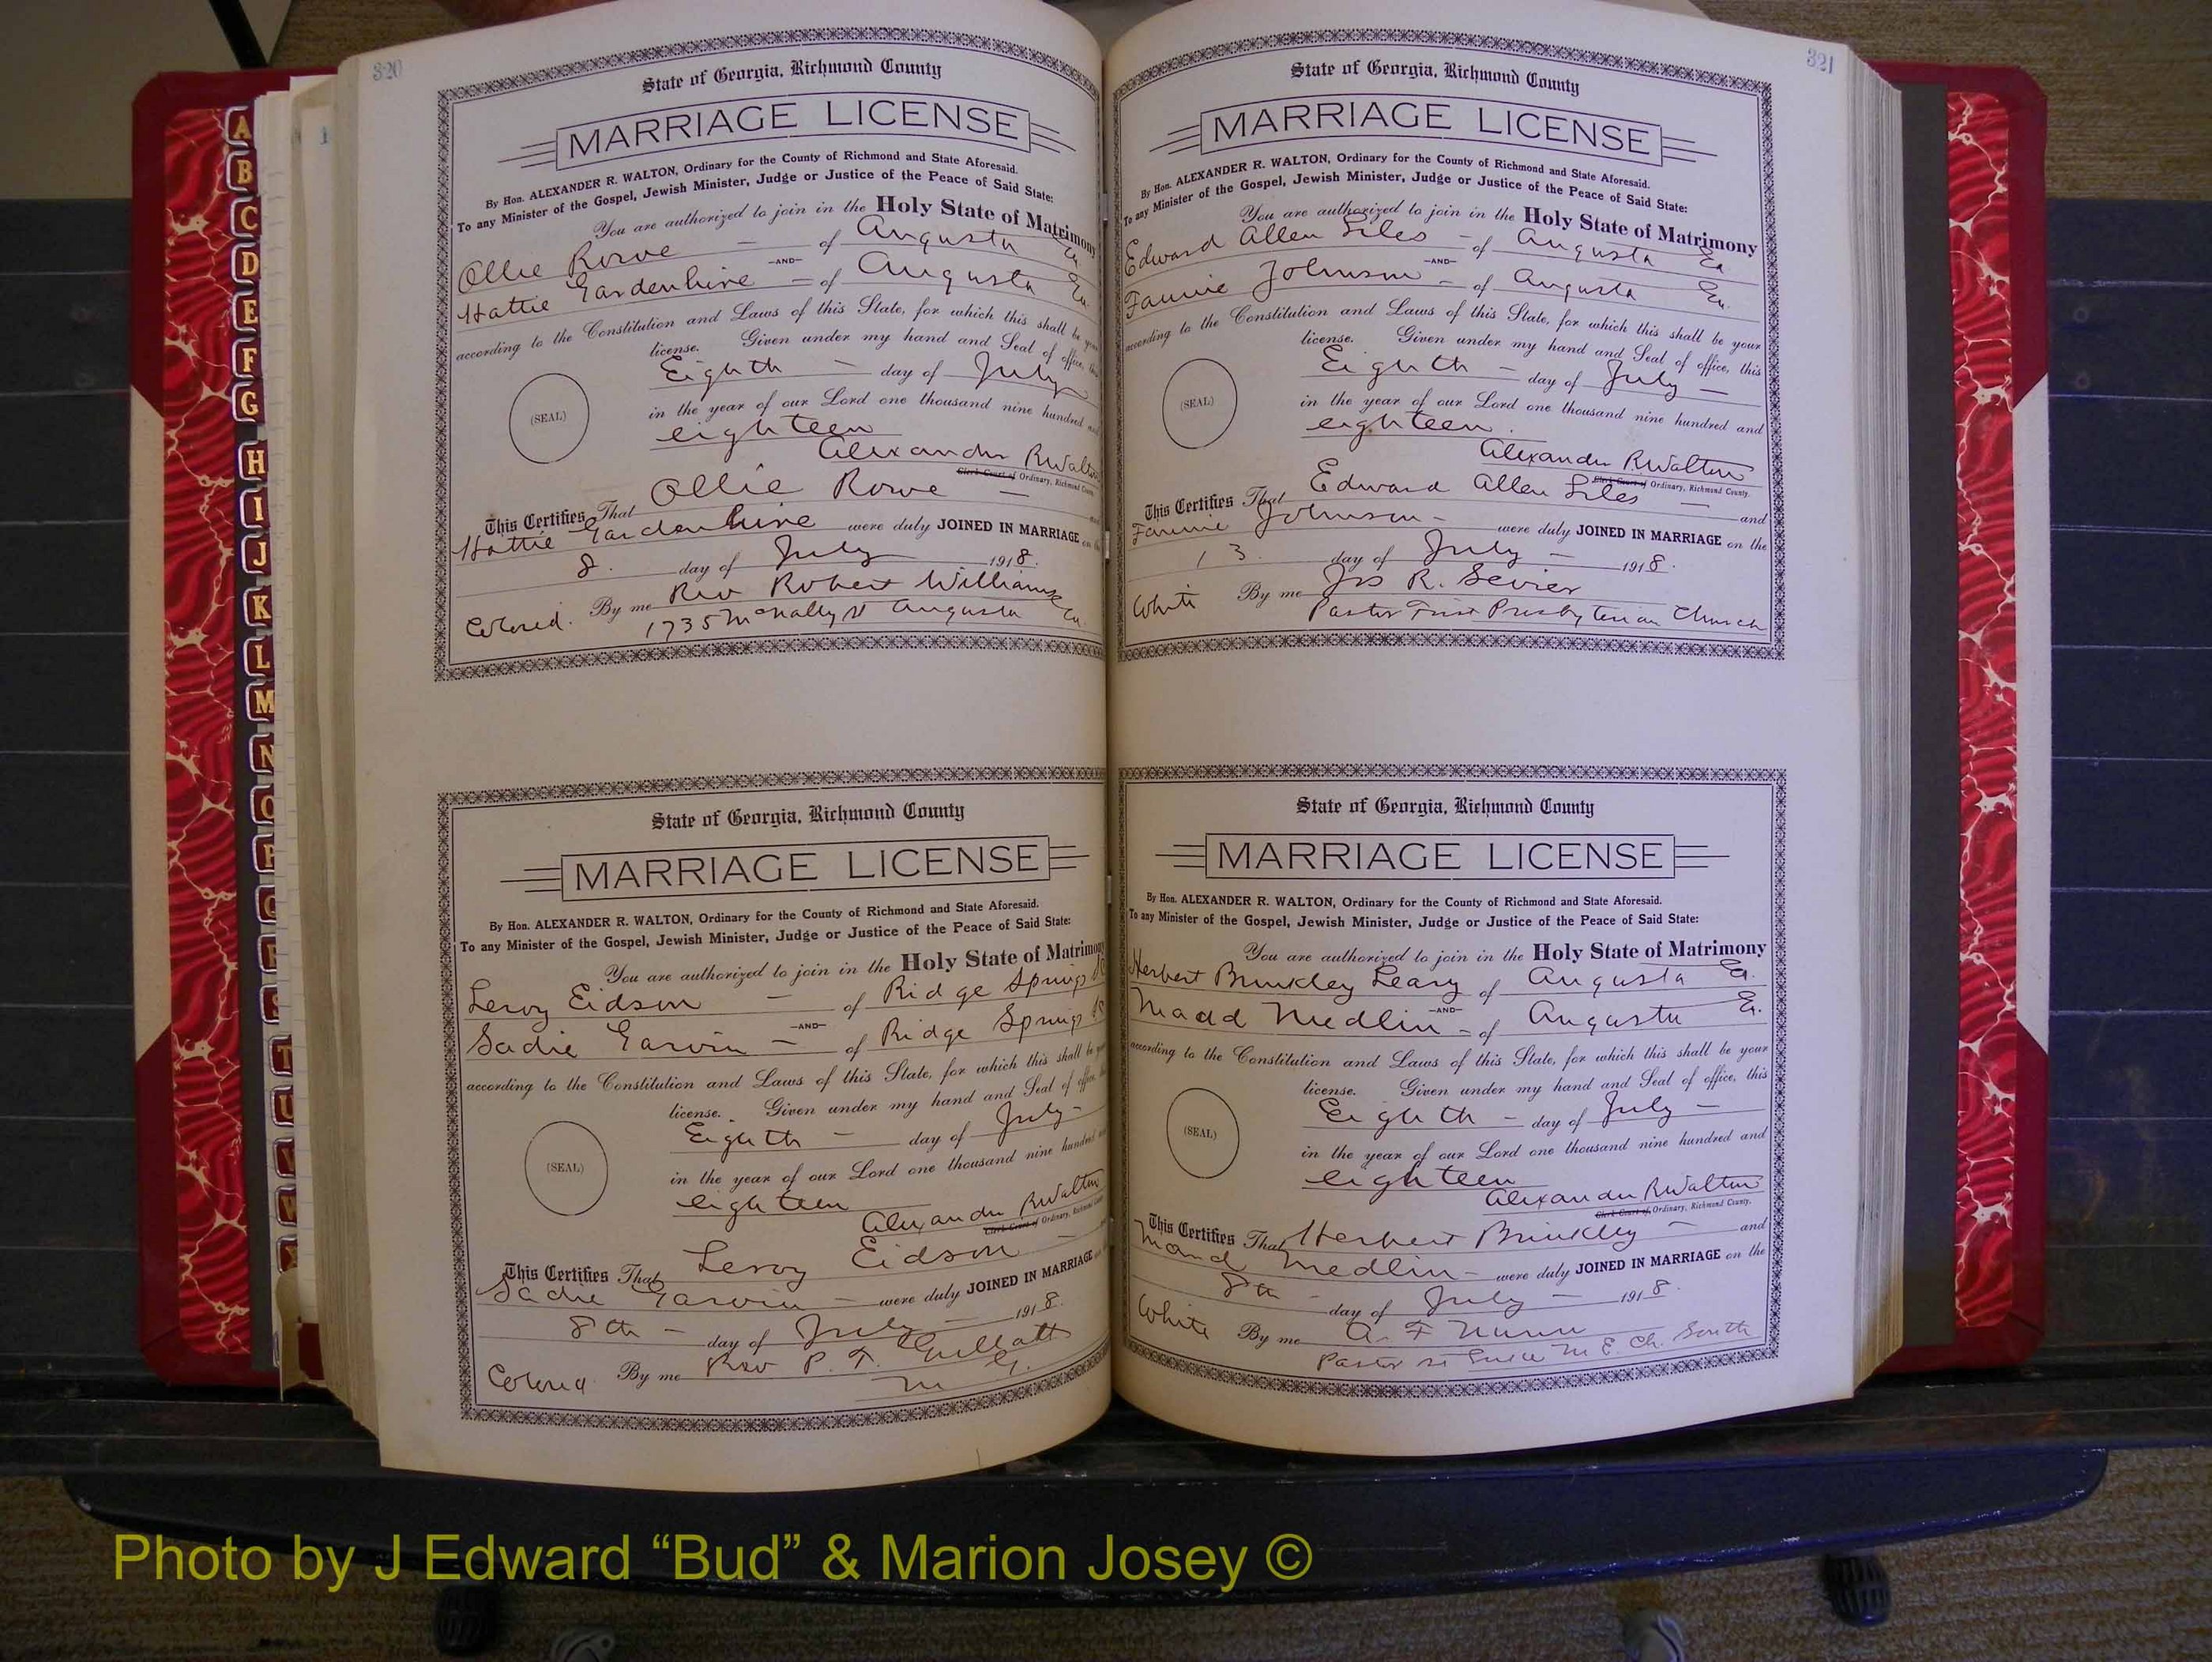 320
State of Georgia, Richmond County
MARRIAGE LICENSE
By Hon. ALEXANDER R. WALTON, Ordinary for the County of Richmond and State Aforesaid.
To any Minister of the Gospel, Jewish Minister, Judge or Justice of the Peace of Said State:
You are authorized to join in the Holy State of Matrimony
Ollie Rowe — of Augusta Ga
—AND—
Hattie Gardenhire — of Augusta Ga.
according to the Constitution and Laws of this State, for which this shall be your
license. Given under my hand and Seal of office, this
Eighth — day of July
(SEAL)
in the year of our Lord one thousand nine hundred and
eighteen
Alexander R Walton
Clerk Court of Ordinary, Richmond County.
This Certifies That Ollie Rowe —
Hattie Gardenhire were duly JOINED IN MARRIAGE on the
8. day of July 1918.
Colored. By me Rev Robert Williams
1735 McNally St Augusta Ga.
State of Georgia, Richmond County
MARRIAGE LICENSE
By Hon. ALEXANDER R. WALTON, Ordinary for the County of Richmond and State Aforesaid.
To any Minister of the Gospel, Jewish Minister, Judge or Justice of the Peace of Said State:
You are authorized to join in the Holy State of Matrimony
Leroy Eidson — of Ridge Springs SC
—AND—
Sadie Garvin — of Ridge Springs
according to the Constitution and Laws of this State, for which this shall be your
license. Given under my hand and Seal of office, this
Eighth — day of July —
(SEAL)
in the year of our Lord one thousand nine hundred and
eighteen
Alexander R Walton
Clerk Court of Ordinary, Richmond County.
This Certifies That Leroy Eidson —
Sadie Garvin — were duly JOINED IN MARRIAGE
8th — day of July — 1918.
Colored By me Rev P. T. Gullatt
M G.
321
State of Georgia, Richmond County
MARRIAGE LICENSE
By Hon. ALEXANDER R. WALTON, Ordinary for the County of Richmond and State Aforesaid.
To any Minister of the Gospel, Jewish Minister, Judge or Justice of the Peace of Said State:
You are authorized to join in the Holy State of Matrimony
Edward Allen Liles — of Augusta Ga
—AND—
Fannie Johnson — of Augusta Ga.
according to the Constitution and Laws of this State, for which this shall be your
license. Given under my hand and Seal of office, this
Eighth — day of July —
(SEAL)
in the year of our Lord one thousand nine hundred and
eighteen.
Alexander R Walton
Clerk Court of Ordinary, Richmond County.
This Certifies That Edward Allen Liles — and
Fannie Johnson — were duly JOINED IN MARRIAGE on the
13. day of July — 1918.
White By me Jos R. Sevier
Pastor First Presbyterian Church
State of Georgia, Richmond County
MARRIAGE LICENSE
By Hon. ALEXANDER R. WALTON, Ordinary for the County of Richmond and State Aforesaid.
To any Minister of the Gospel, Jewish Minister, Judge or Justice of the Peace of Said State:
You are authorized to join in the Holy State of Matrimony
Herbert Brinkley Leary of Augusta Ga.
—AND—
Maud Medlin — of Augusta Ga.
according to the Constitution and Laws of this State, for which this shall be your
license. Given under my hand and Seal of office, this
Eighth — day of July —
(SEAL)
in the year of our Lord one thousand nine hundred and
eighteen
Alexander R Walton
Clerk Court of Ordinary, Richmond County.
This Certifies That Herbert Brinkley — and
Maud Medlin — were duly JOINED IN MARRIAGE on the
8th — day of July — 1918.
White By me A. F Nunn
Pastor St Luke M. E. Ch. South
A
B
C
D
E
F
G
H
I
J
K
L
M
N
O
P
Q
R
S
T
U
V
W
Photo by J Edward “Bud” & Marion Josey ©